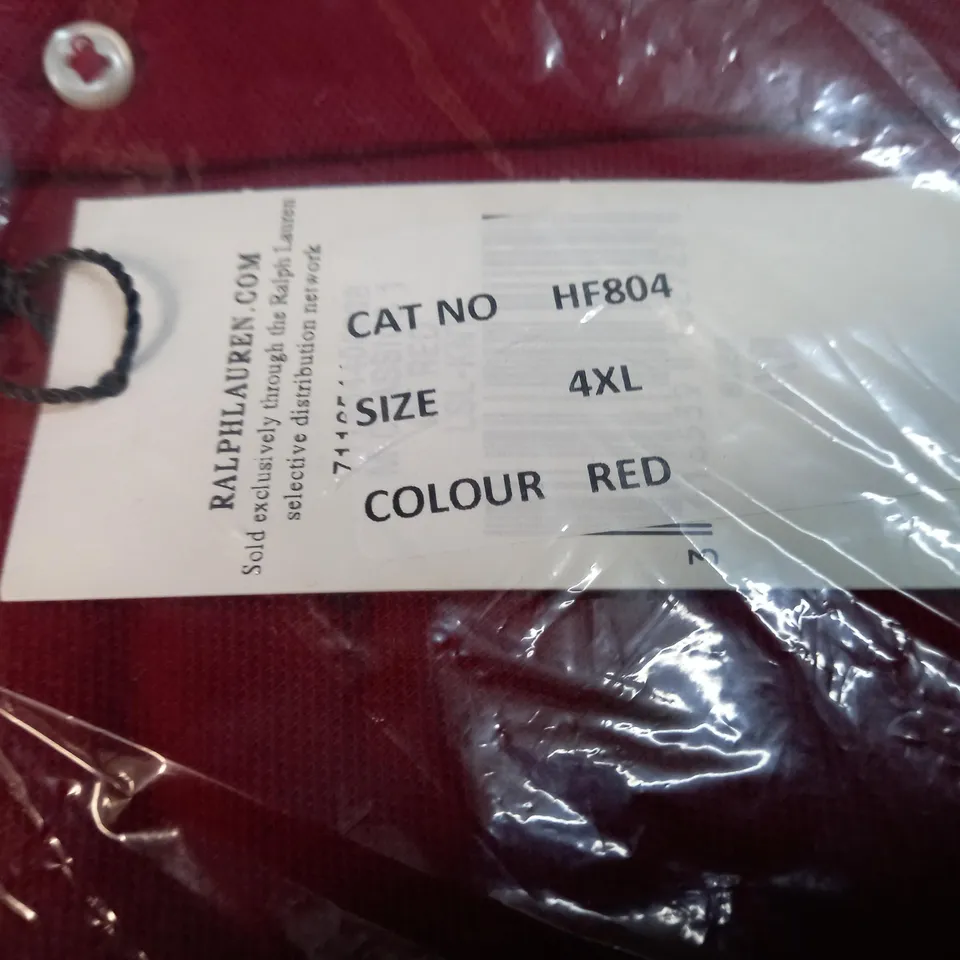 RALPHLAUREN.COM
Sold exclusively through the Ralph Lauren
selective distribution network
CAT NO HF804
SIZE 4XL
COLOUR RED